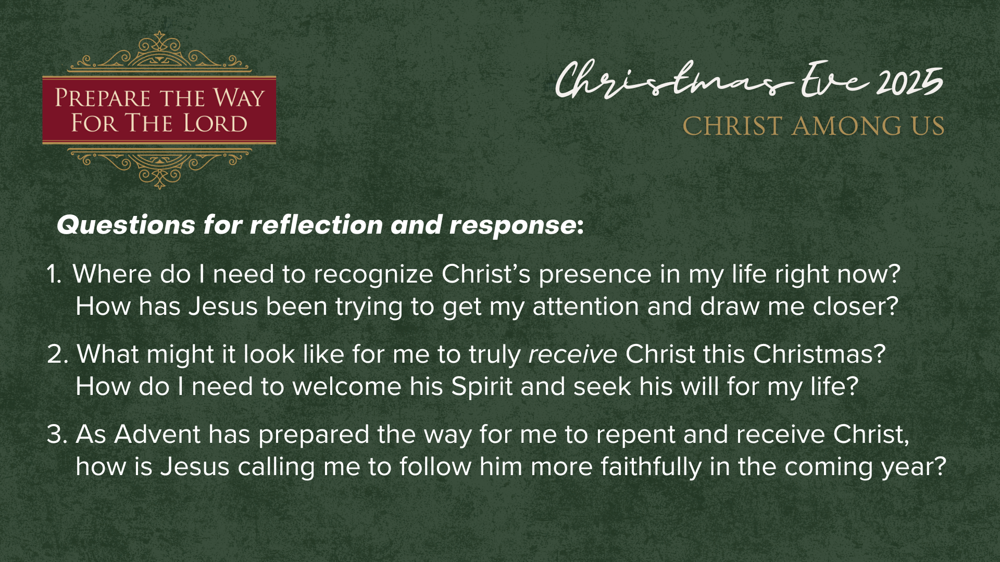 PREPARE THE WAY
FOR THE LORD
Christmas Eve 2025
CHRIST AMONG US
Questions for reflection and response:
1. Where do I need to recognize Christ’s presence in my life right now?
How has Jesus been trying to get my attention and draw me closer?
2. What might it look like for me to truly receive Christ this Christmas?
How do I need to welcome his Spirit and seek his will for my life?
3. As Advent has prepared the way for me to repent and receive Christ,
how is Jesus calling me to follow him more faithfully in the coming year?